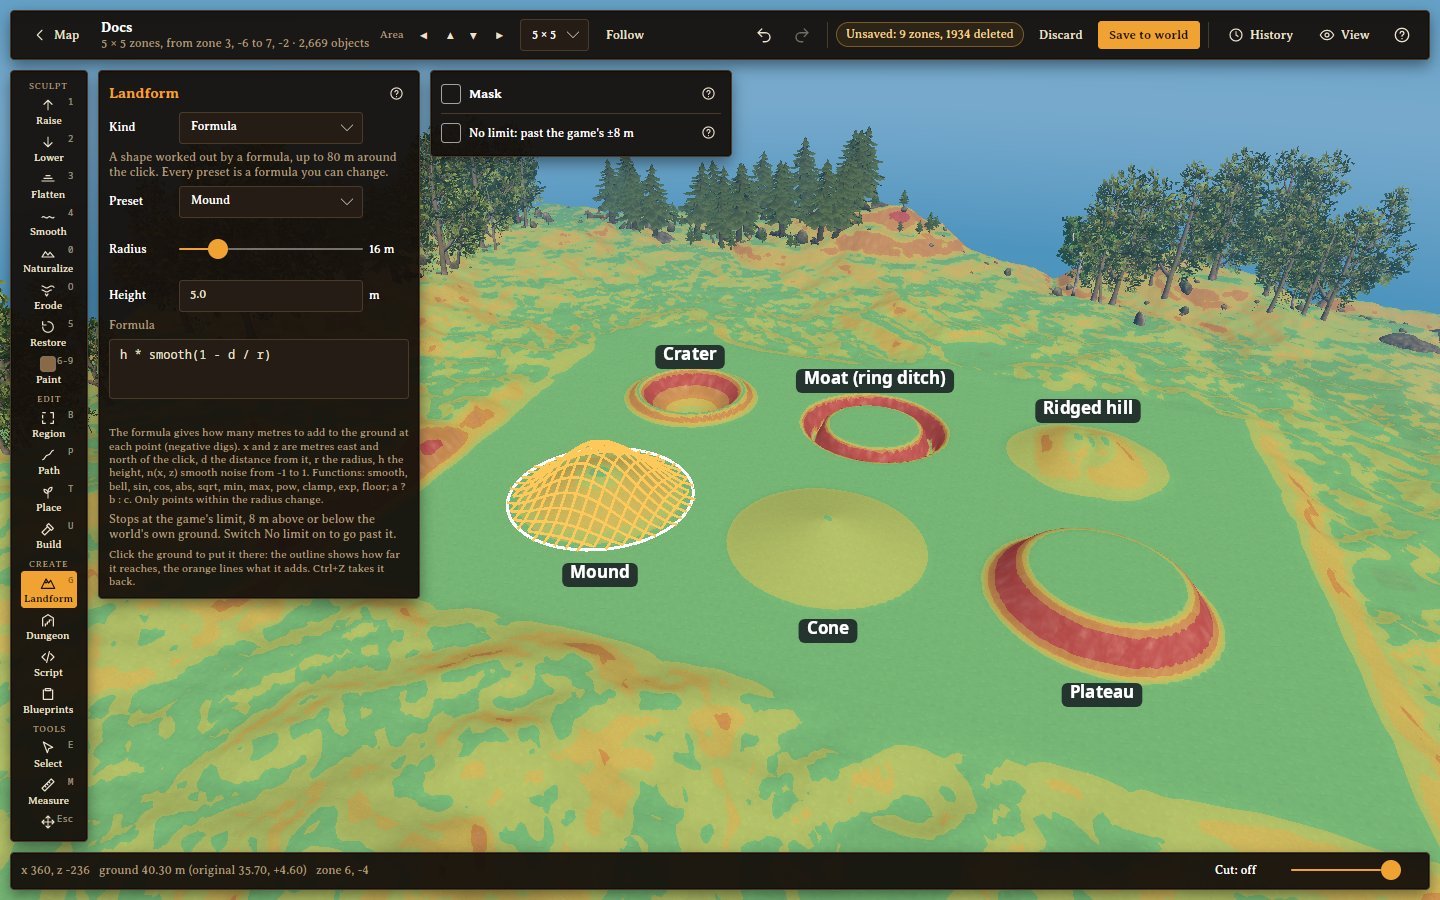 Map
Docs
5 × 5 zones, from zone 3, -6 to 7, -2 · 2,669 objects
Area
5 × 5
Follow
Unsaved: 9 zones, 1934 deleted
Discard
Save to world
History
View
SCULPT
1
Raise
2
Lower
3
Flatten
4
Smooth
0
Naturalize
O
Erode
5
Restore
6-9
Paint
EDIT
B
Region
P
Path
T
Place
U
Build
CREATE
G
Landform
Dungeon
Script
Blueprints
TOOLS
E
Select
M
Measure
Esc
Landform
Kind
Formula
A shape worked out by a formula, up to 80 m around
the click. Every preset is a formula you can change.
Preset
Mound
Radius
16 m
Height
5.0
m
Formula
h * smooth(1 - d / r)
The formula gives how many metres to add to the ground at
each point (negative digs). x and z are metres east and
north of the click, d the distance from it, r the radius, h the
height, n(x, z) smooth noise from -1 to 1. Functions: smooth,
bell, sin, cos, abs, sqrt, min, max, pow, clamp, exp, floor; a ?
b : c. Only points within the radius change.
Stops at the game's limit, 8 m above or below the
world's own ground. Switch No limit on to go past it.
Click the ground to put it there: the outline shows how far
it reaches, the orange lines what it adds. Ctrl+Z takes it
back.
Mask
No limit: past the game's ±8 m
Crater
Moat (ring ditch)
Ridged hill
Mound
Cone
Plateau
x 360, z -236 ground 40.30 m (original 35.70, +4.60) zone 6, -4
Cut: off